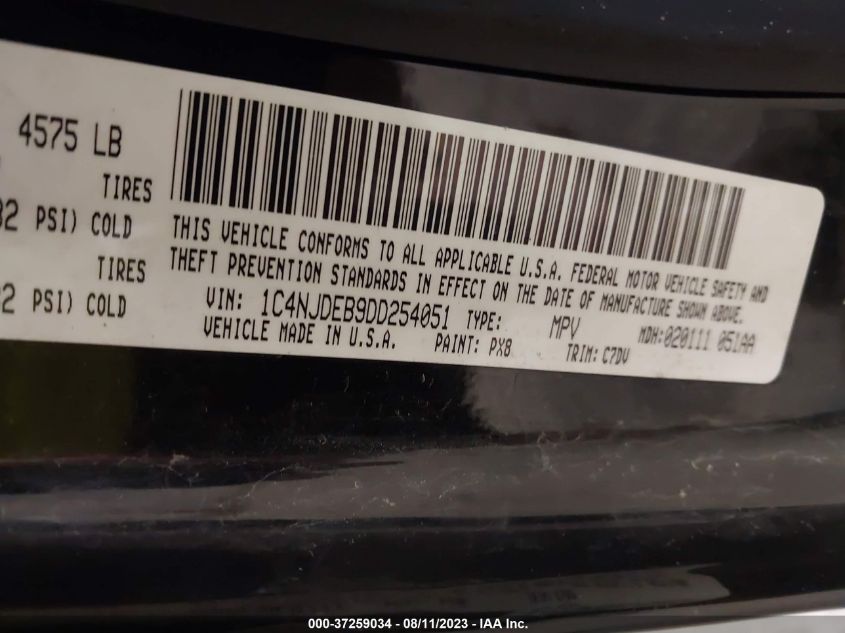 4575 LB
TIRES
32 PSI) COLD
TIRES
32 PSI) COLD
THIS VEHICLE CONFORMS TO ALL APPLICABLE U.S.A. FEDERAL MOTOR VEHICLE SAFETY AND
THEFT PREVENTION STANDARDS IN EFFECT ON THE DATE OF MANUFACTURE SHOWN ABOVE.
VIN: 1C4NJDEB9DD254051 TYPE: MPV MDH:020111 051AA
VEHICLE MADE IN U.S.A. PAINT: PX8 TRIM: C7DV
000-37259034 - 08/11/2023 - IAA Inc.